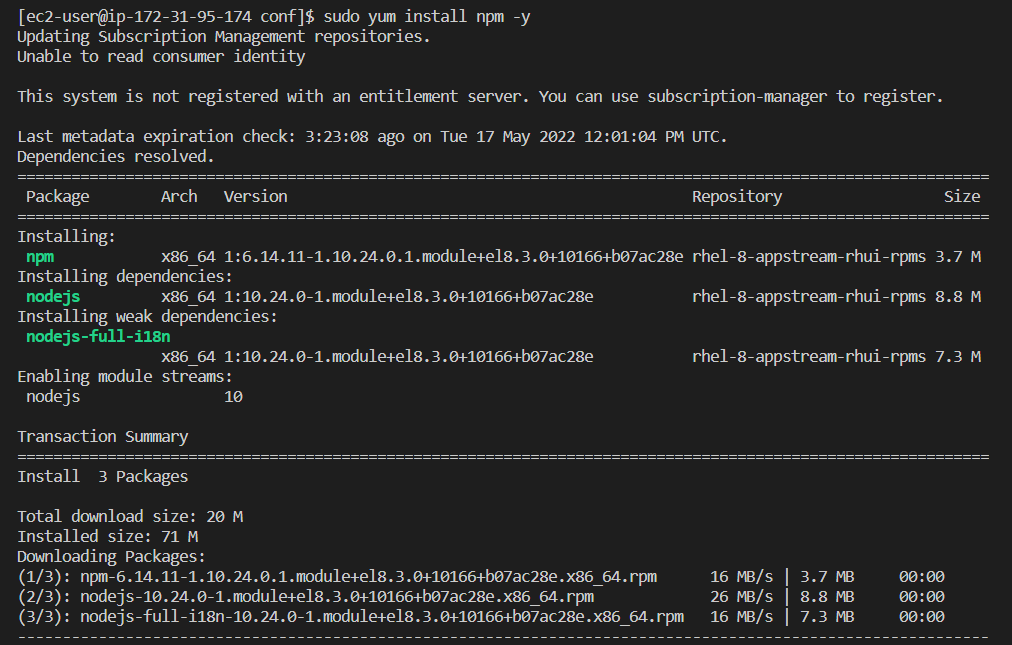 [ec2-user@ip-172-31-95-174 conf]$ sudo yum install npm -y
Updating Subscription Management repositories.
Unable to read consumer identity
This system is not registered with an entitlement server. You can use subscription-manager to register.
Last metadata expiration check: 3:23:08 ago on Tue 17 May 2022 12:01:04 PM UTC.
Dependencies resolved.
============================================================================================================
Package Arch Version Repository Size
============================================================================================================
Installing:
npm x86_64 1:6.14.11-1.10.24.0.1.module+el8.3.0+10166+b07ac28e rhel-8-appstream-rhui-rpms 3.7 M
Installing dependencies:
nodejs x86_64 1:10.24.0-1.module+el8.3.0+10166+b07ac28e rhel-8-appstream-rhui-rpms 8.8 M
Installing weak dependencies:
nodejs-full-i18n
x86_64 1:10.24.0-1.module+el8.3.0+10166+b07ac28e rhel-8-appstream-rhui-rpms 7.3 M
Enabling module streams:
nodejs 10
Transaction Summary
============================================================================================================
Install 3 Packages
Total download size: 20 M
Installed size: 71 M
Downloading Packages:
(1/3): npm-6.14.11-1.10.24.0.1.module+el8.3.0+10166+b07ac28e.x86_64.rpm 16 MB/s | 3.7 MB 00:00
(2/3): nodejs-10.24.0-1.module+el8.3.0+10166+b07ac28e.x86_64.rpm 26 MB/s | 8.8 MB 00:00
(3/3): nodejs-full-i18n-10.24.0-1.module+el8.3.0+10166+b07ac28e.x86_64.rpm 16 MB/s | 7.3 MB 00:00
------------------------------------------------------------------------------------------------------------